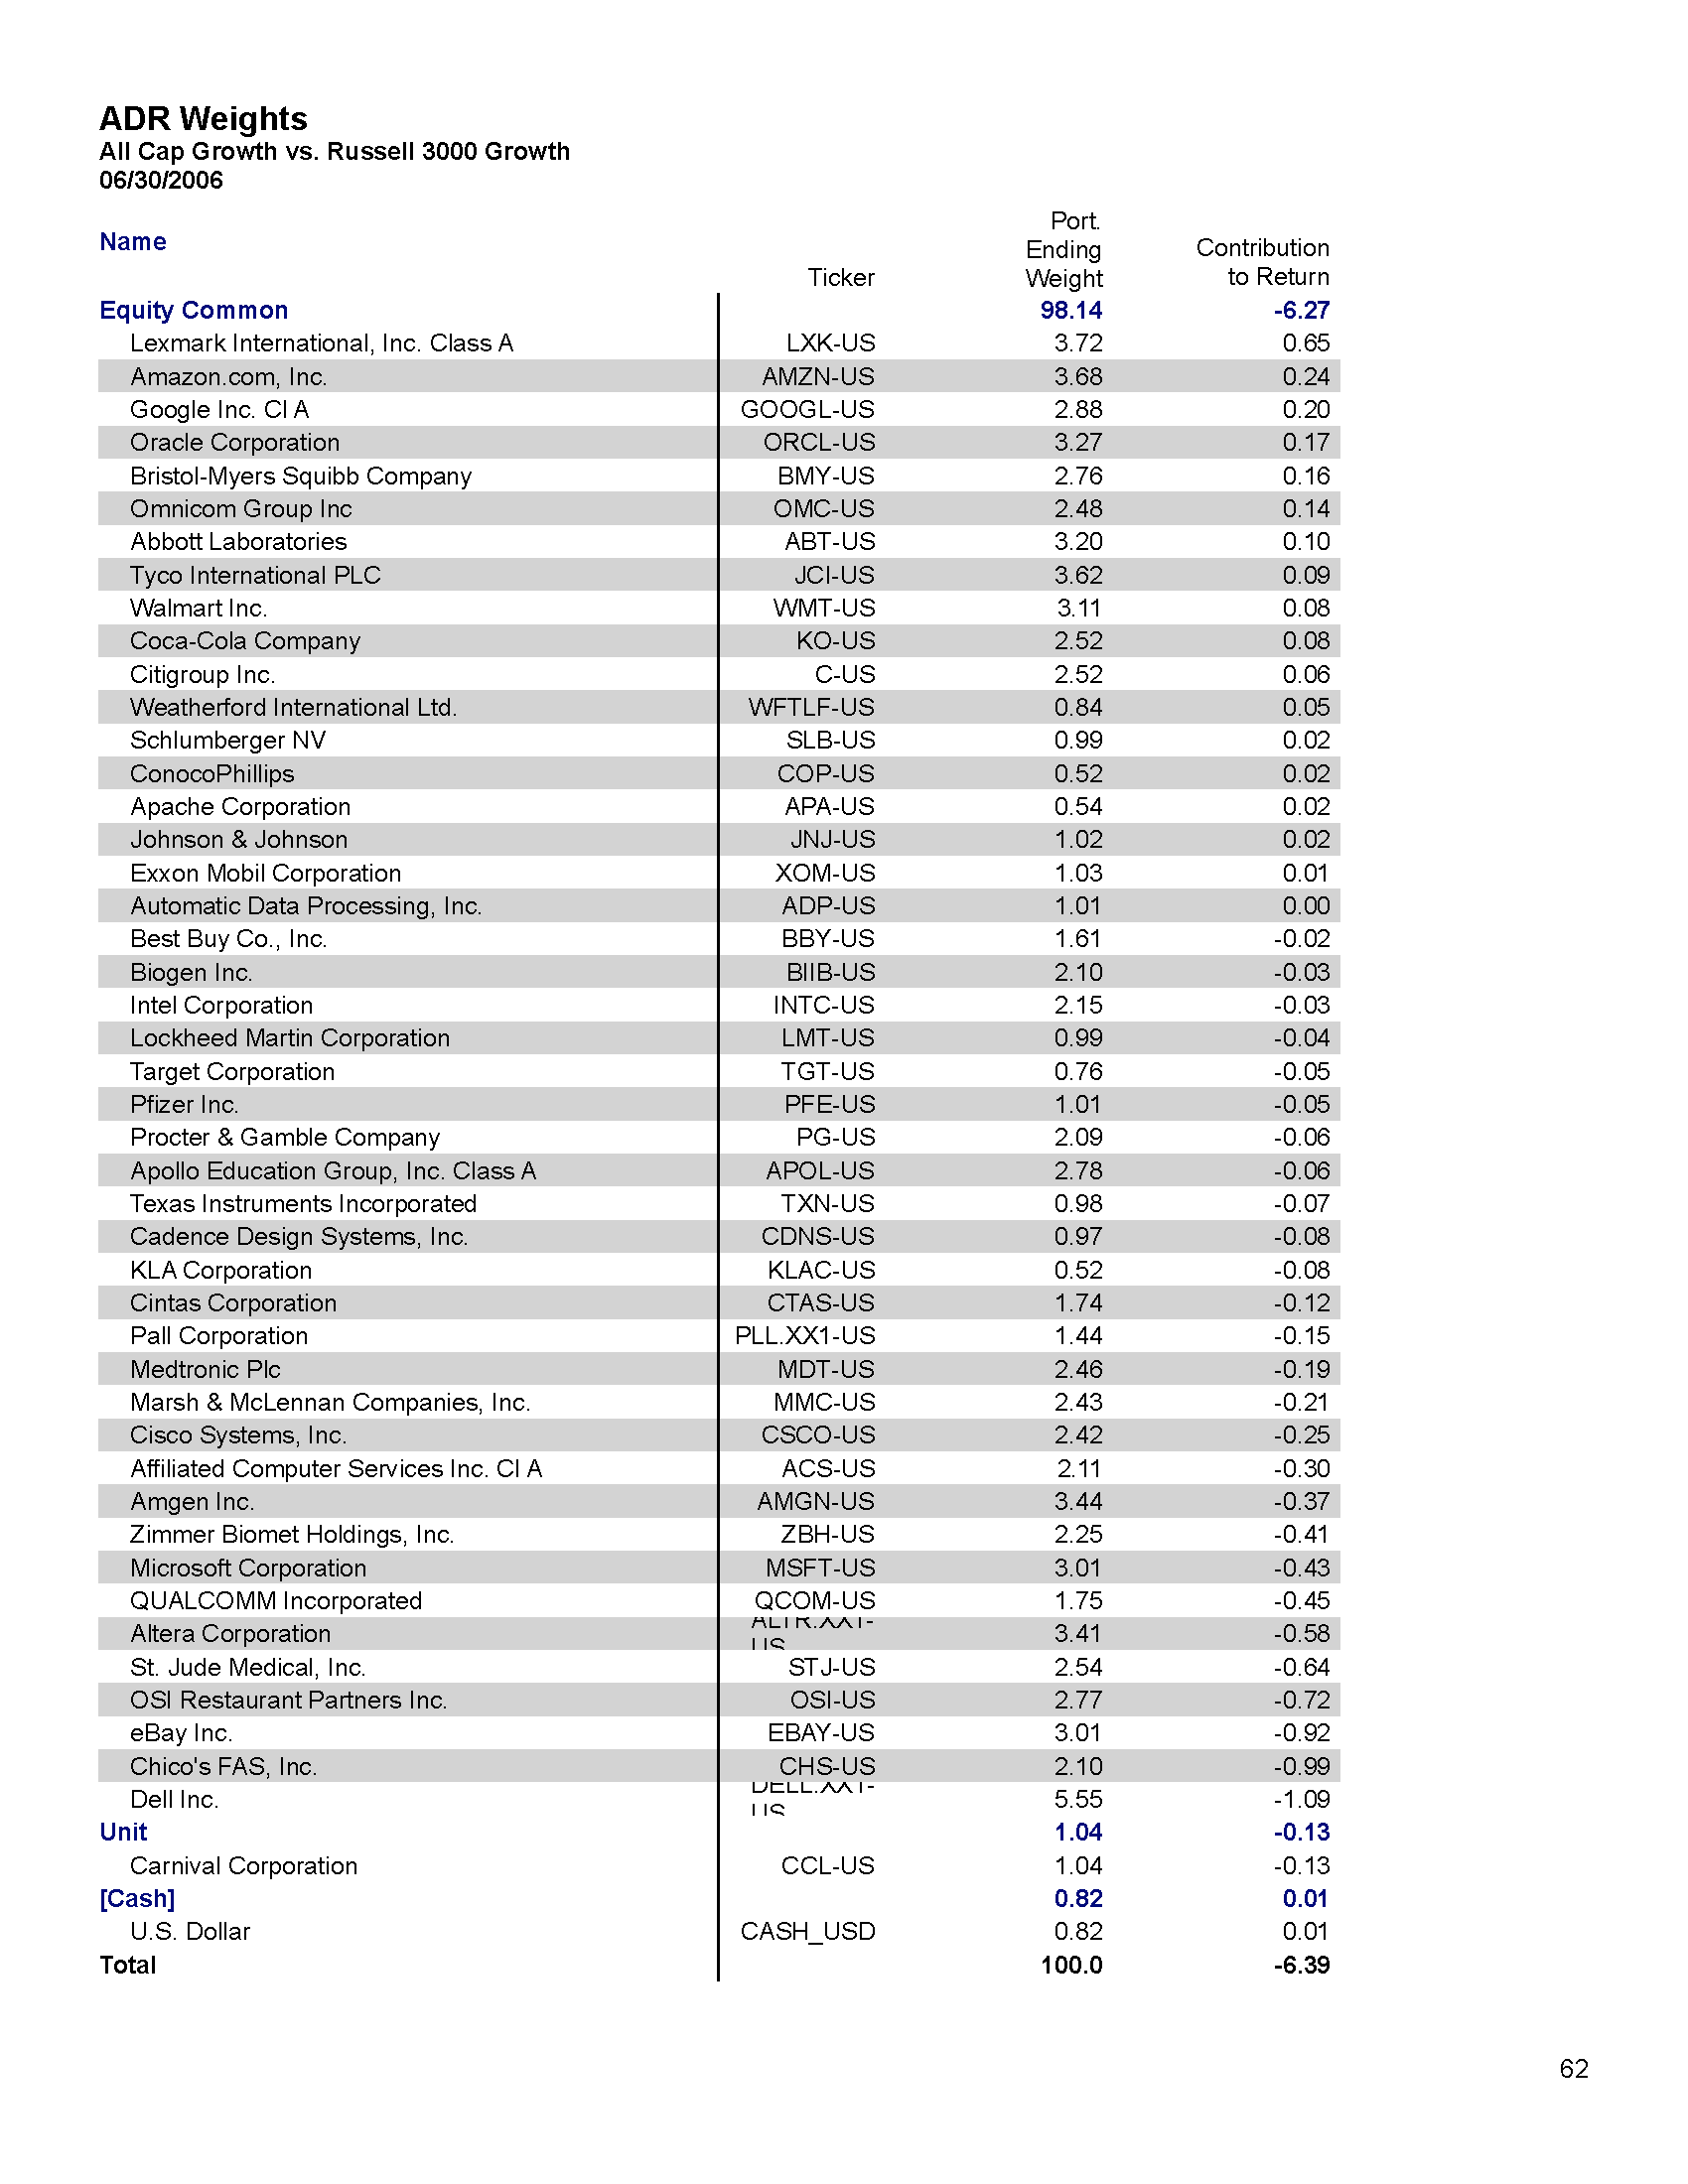 ADR Weights
All Cap Growth vs. Russell 3000 Growth
06/30/2006
Name Ticker Port. Ending Weight Contribution to Return
Equity Common 98.14 -6.27
Lexmark International, Inc. Class A LXK-US 3.72 0.65
Amazon.com, Inc. AMZN-US 3.68 0.24
Google Inc. Cl A GOOGL-US 2.88 0.20
Oracle Corporation ORCL-US 3.27 0.17
Bristol-Myers Squibb Company BMY-US 2.76 0.16
Omnicom Group Inc OMC-US 2.48 0.14
Abbott Laboratories ABT-US 3.20 0.10
Tyco International PLC JCI-US 3.62 0.09
Walmart Inc. WMT-US 3.11 0.08
Coca-Cola Company KO-US 2.52 0.08
Citigroup Inc. C-US 2.52 0.06
Weatherford International Ltd. WFTLF-US 0.84 0.05
Schlumberger NV SLB-US 0.99 0.02
ConocoPhillips COP-US 0.52 0.02
Apache Corporation APA-US 0.54 0.02
Johnson & Johnson JNJ-US 1.02 0.02
Exxon Mobil Corporation XOM-US 1.03 0.01
Automatic Data Processing, Inc. ADP-US 1.01 0.00
Best Buy Co., Inc. BBY-US 1.61 -0.02
Biogen Inc. BIIB-US 2.10 -0.03
Intel Corporation INTC-US 2.15 -0.03
Lockheed Martin Corporation LMT-US 0.99 -0.04
Target Corporation TGT-US 0.76 -0.05
Pfizer Inc. PFE-US 1.01 -0.05
Procter & Gamble Company PG-US 2.09 -0.06
Apollo Education Group, Inc. Class A APOL-US 2.78 -0.06
Texas Instruments Incorporated TXN-US 0.98 -0.07
Cadence Design Systems, Inc. CDNS-US 0.97 -0.08
KLA Corporation KLAC-US 0.52 -0.08
Cintas Corporation CTAS-US 1.74 -0.12
Pall Corporation PLL.XX1-US 1.44 -0.15
Medtronic Plc MDT-US 2.46 -0.19
Marsh & McLennan Companies, Inc. MMC-US 2.43 -0.21
Cisco Systems, Inc. CSCO-US 2.42 -0.25
Affiliated Computer Services Inc. Cl A ACS-US 2.11 -0.30
Amgen Inc. AMGN-US 3.44 -0.37
Zimmer Biomet Holdings, Inc. ZBH-US 2.25 -0.41
Microsoft Corporation MSFT-US 3.01 -0.43
QUALCOMM Incorporated QCOM-US 1.75 -0.45
Altera Corporation ALTR.XX1-US 3.41 -0.58
St. Jude Medical, Inc. STJ-US 2.54 -0.64
OSI Restaurant Partners Inc. OSI-US 2.77 -0.72
eBay Inc. EBAY-US 3.01 -0.92
Chico's FAS, Inc. CHS-US 2.10 -0.99
Dell Inc. DELL.XX1-US 5.55 -1.09
Unit 1.04 -0.13
Carnival Corporation CCL-US 1.04 -0.13
[Cash] 0.82 0.01
U.S. Dollar CASH_USD 0.82 0.01
Total 100.0 -6.39
62